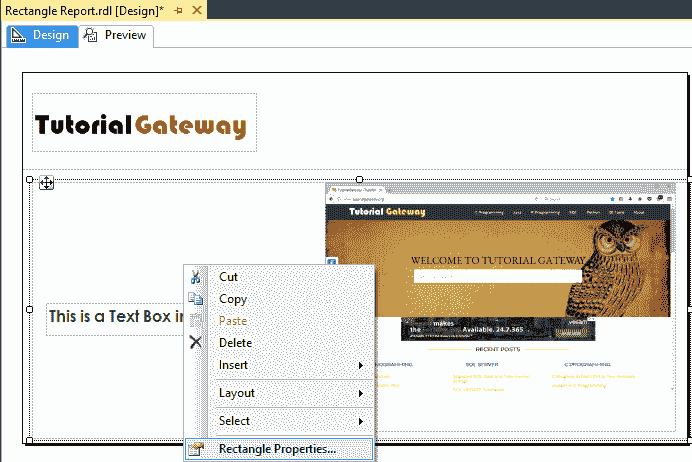 Rectangle Report.rdl [Design]*
Design Preview
Tutorial Gateway
Tutorial Gateway
WELCOME TO TUTORIAL GATEWAY
This is a Text Box in
Cut
Copy
Paste
Delete
Insert
Layout
Select
Rectangle Properties...
makes
the
Available. 24.7.365
RECENT POSTS
SQL SERVER